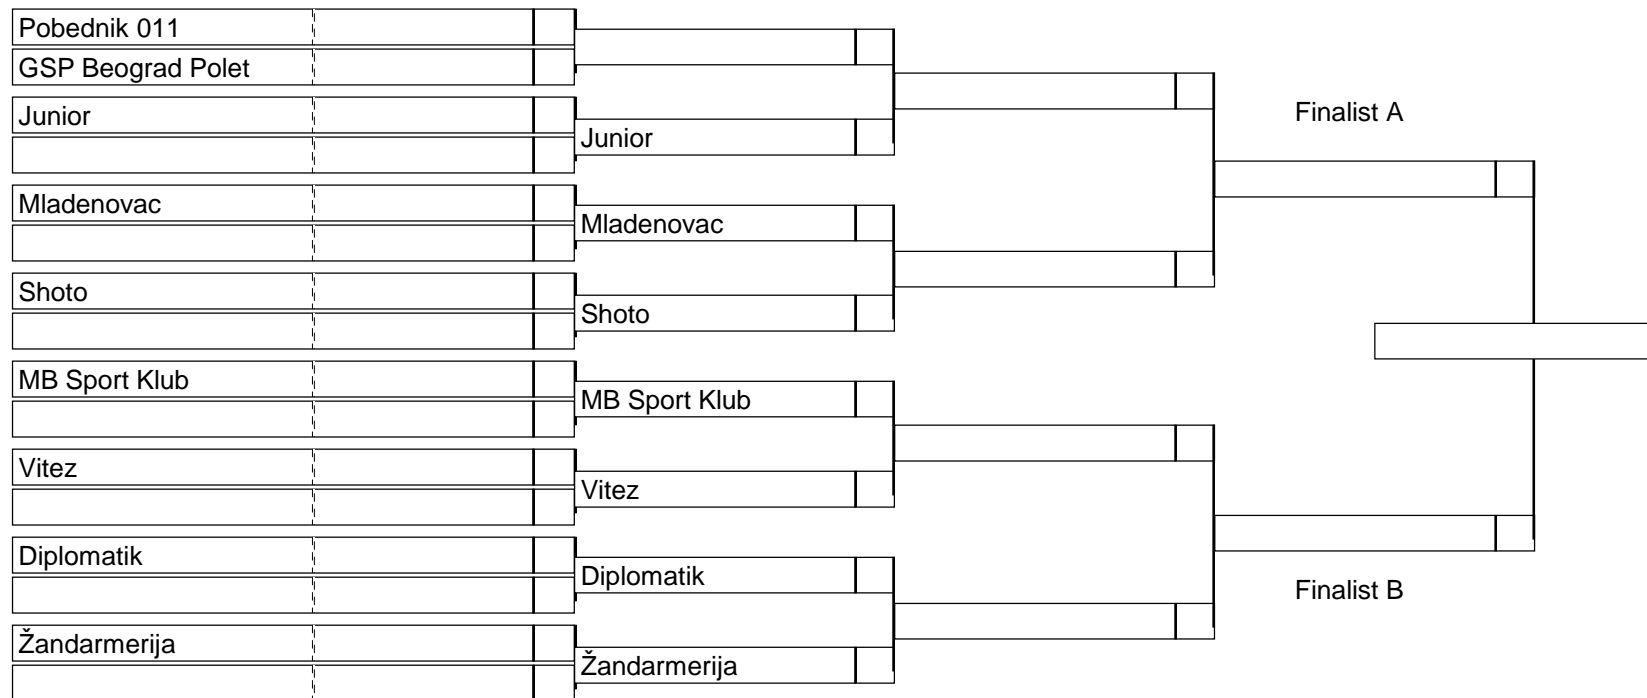 Pobednik 011
GSP Beograd Polet
Junior
Mladenovac
Shoto
MB Sport Klub
Vitez
Diplomatik
Žandarmerija
Junior
Mladenovac
Shoto
MB Sport Klub
Vitez
Diplomatik
Žandarmerija
Finalist A
Finalist B